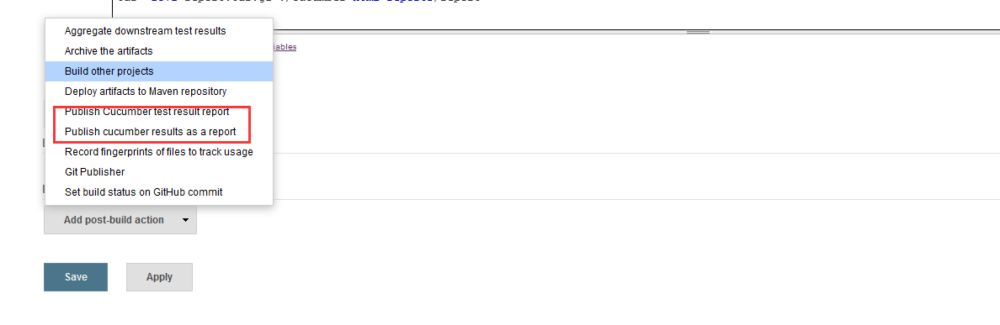 Aggregate downstream test results
Archive the artifacts
iables
Build other projects
Deploy artifacts to Maven repository
Publish Cucumber test result report
Publish cucumber results as a report
Record fingerprints of files to track usage
Git Publisher
Set build status on GitHub commit
Add post-build action
Save
Apply